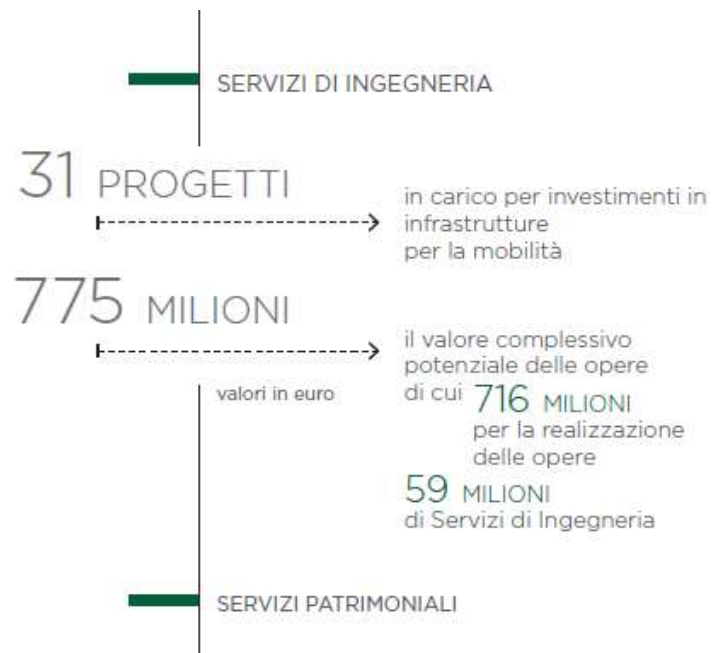 SERVIZI DI INGEGNERIA
31 PROGETTI
in carico per investimenti in
infrastrutture
per la mobilità
775 MILIONI
il valore complessivo
potenziale delle opere
valori in euro
di cui 716 MILIONI
per la realizzazione
delle opere
59 MILIONI
di Servizi di Ingegneria
SERVIZI PATRIMONIALI